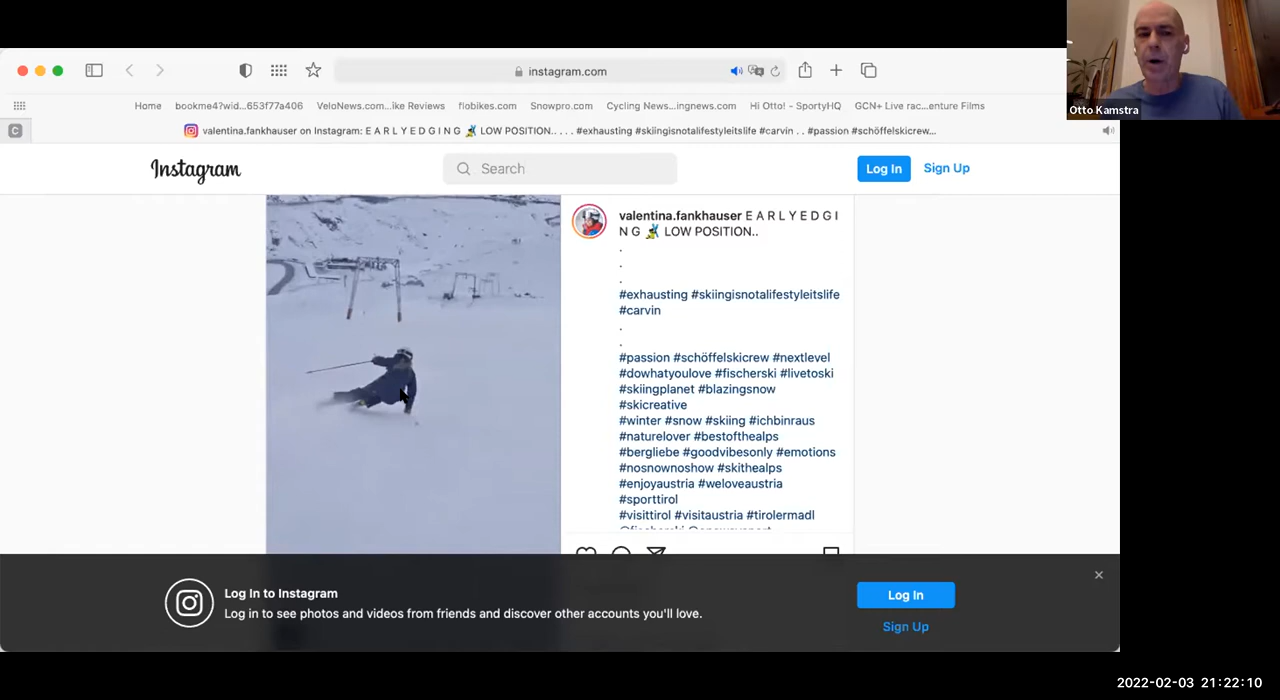 instagram.com
Otto Kamstra
Home bookme4?wid...653f77a406 VeloNews.com...ike Reviews flobikes.com Snowpro.com Cycling News...ingnews.com Hi Otto! - SportyHQ GCN+ Live rac...enture Films
C
valentina.fankhauser on Instagram: E A R L Y E D G I N G LOW POSITION.. . . . #exhausting #skiingisnotalifestyleitslife #carvin . . #passion #schöffelskicrew...
Instagram
Search
Log In
Sign Up
valentina.fankhauser E A R L Y E D G I
N G LOW POSITION..
.
.
.
#exhausting #skiingisnotalifestyleitslife
#carvin
.
.
#passion #schöffelskicrew #nextlevel
#dowhatyoulove #fischerski #livetoski
#skiingplanet #blazingsnow
#skicreative
#winter #snow #skiing #ichbinraus
#naturelover #bestofthealps
#bergliebe #goodvibesonly #emotions
#nosnownoshow #skithealps
#enjoyaustria #weloveaustria
#sporttirol
#visittirol #visitaustria #tirolermadl
Log In to Instagram
Log in to see photos and videos from friends and discover other accounts you'll love.
Log In
Sign Up
2022-02-03 21:22:10